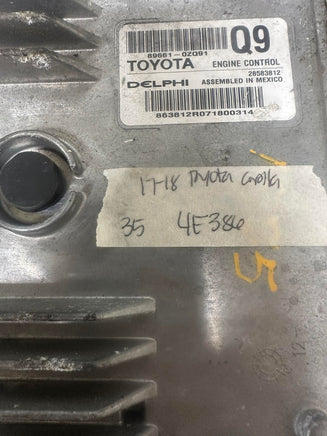 89661-0Z091
Q9
TOYOTA ENGINE CONTROL
28583812
DELPHI ASSEMBLED IN MEXICO
863812R071800314
17-18 Toyota Corolla
35 4E386